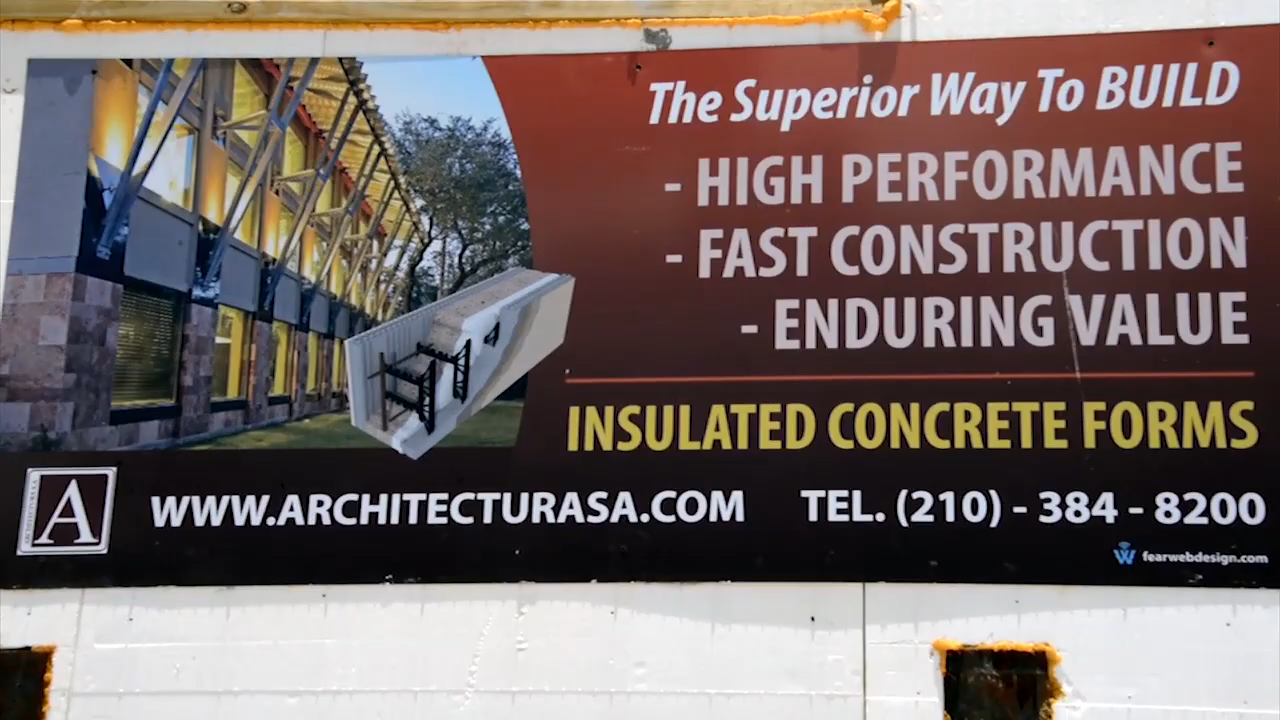 The Superior Way To BUILD
- HIGH PERFORMANCE
- FAST CONSTRUCTION
- ENDURING VALUE
INSULATED CONCRETE FORMS
A
WWW.ARCHITECTURASA.COM TEL. (210) - 384 - 8200
W fearwebdesign.com